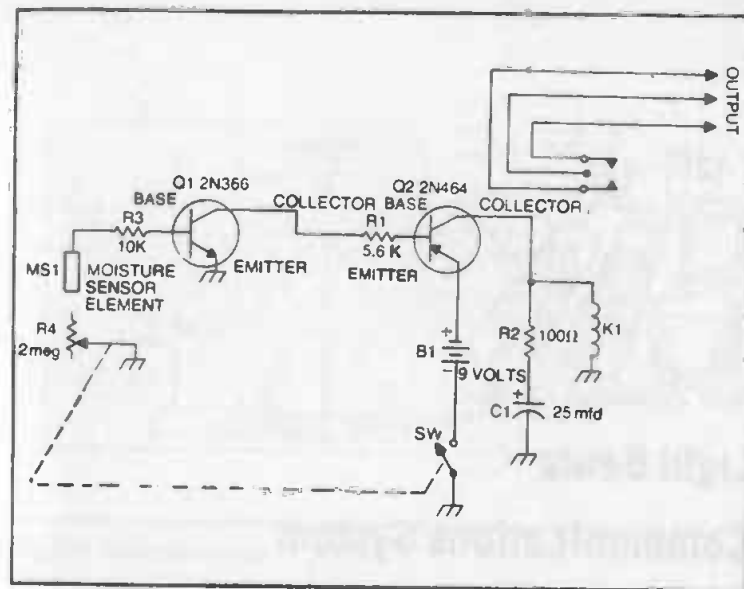 OUTPUT
Q1 2N366
Q2 2N464
BASE
COLLECTOR BASE
COLLECTOR
R3
10K
R1
5.6 K
EMITTER
EMITTER
MS1
MOISTURE
SENSOR
ELEMENT
R4
2meg
+
B1
9 VOLTS
−
R2
100Ω
K1
+
C1
25 mfd
SW
Light Beam
Communications System